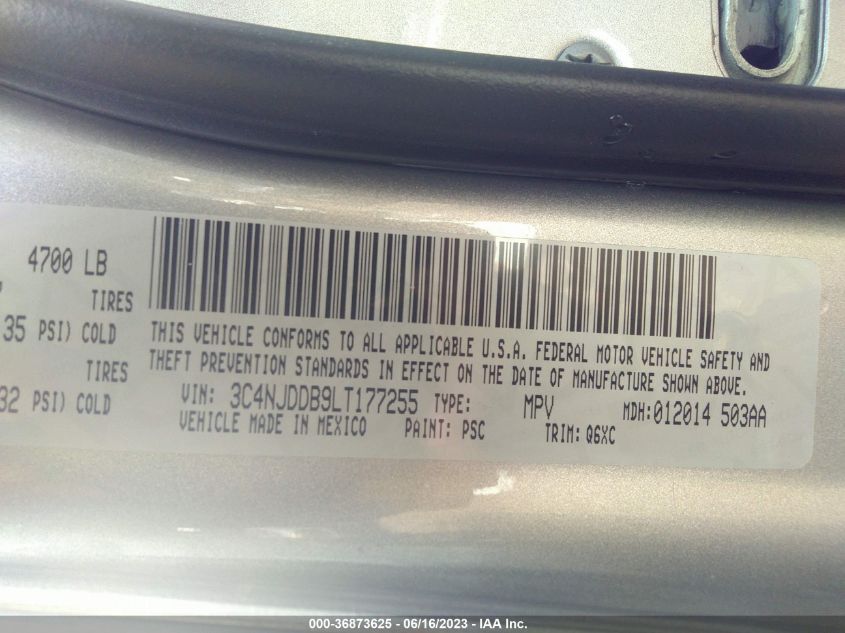 4700 LB
TIRES
35 PSI) COLD
TIRES
32 PSI) COLD
THIS VEHICLE CONFORMS TO ALL APPLICABLE U.S.A. FEDERAL MOTOR VEHICLE SAFETY AND
THEFT PREVENTION STANDARDS IN EFFECT ON THE DATE OF MANUFACTURE SHOWN ABOVE.
VIN: 3C4NJDDB9LT177255 TYPE: MPV MDH:012014 503AA
VEHICLE MADE IN MEXICO PAINT: PSC TRIM: Q6XC
000-36873625 - 06/16/2023 - IAA Inc.